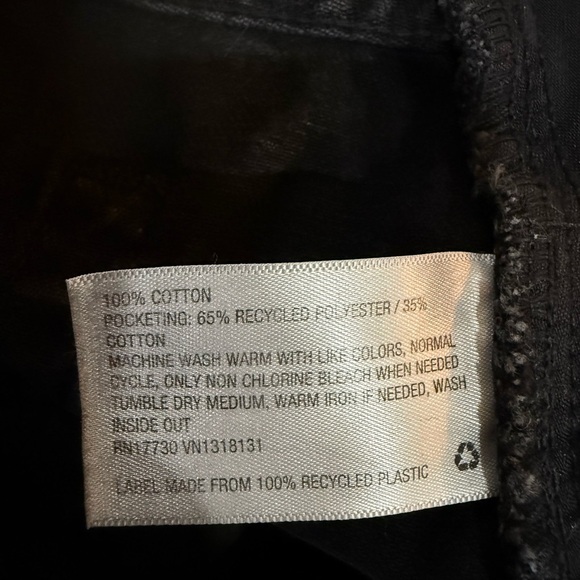 100% COTTON
POCKETING: 65% RECYCLED POLYESTER / 35%
COTTON
MACHINE WASH WARM WITH LIKE COLORS, NORMAL
CYCLE, ONLY NON CHLORINE BLEACH WHEN NEEDED
TUMBLE DRY MEDIUM, WARM IRON IF NEEDED, WASH
INSIDE OUT
RN17730 VN1318131
LABEL MADE FROM 100% RECYCLED PLASTIC